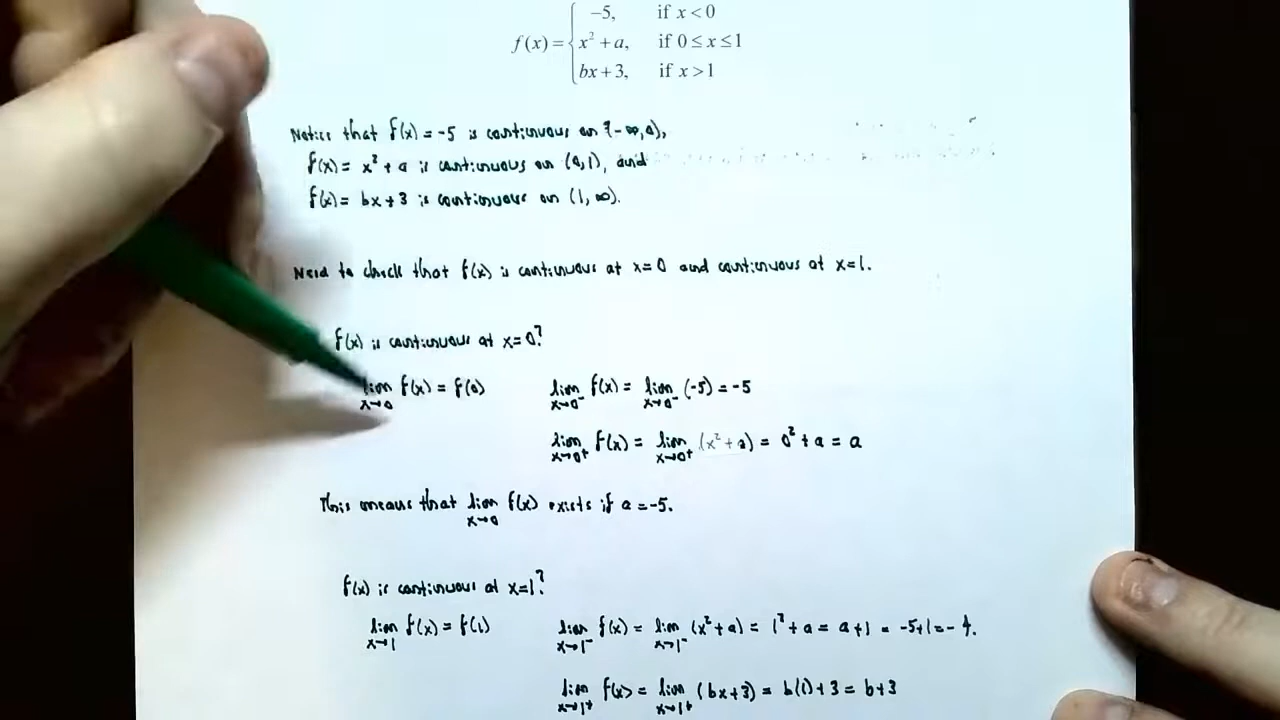 f(x) = { −5, if x < 0
x² + a, if 0 ≤ x ≤ 1
bx + 3, if x > 1
Notice that f(x) = -5 is continuous on (-∞, 0),
f(x) = x² + a is continuous on (0,1), and
f(x) = bx + 3 is continuous on (1, ∞).
Need to check that f(x) is continuous at x=0 and continuous at x=1.
f(x) is continuous at x=0?
lim x→0 f(x) = f(0) lim x→0⁻ f(x) = lim x→0⁻ (-5) = -5
lim x→0⁺ f(x) = lim x→0⁺ (x² + a) = 0² + a = a
This means that lim x→0 f(x) exists if a = -5.
f(x) is continuous at x=1?
lim x→1 f(x) = f(1) lim x→1⁻ f(x) = lim x→1⁻ (x² + a) = 1² + a = a + 1 = -5+1 = -4.
lim x→1⁺ f(x) = lim x→1⁺ (bx+3) = b(1) + 3 = b+3